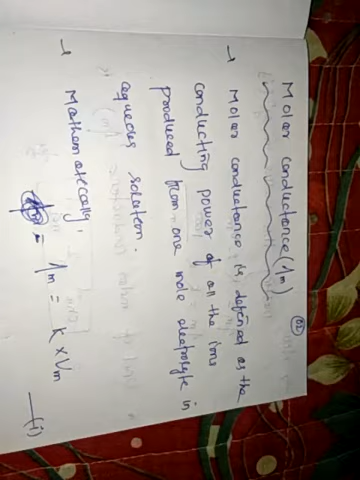 02
Molar conductance (Λm)
→ Molar conductance is defined as the
conducting power of all the ions
produced from one mole electrolyte in
aqueous solution.
→ Mathematically,
Λm = K × Vm —(i)